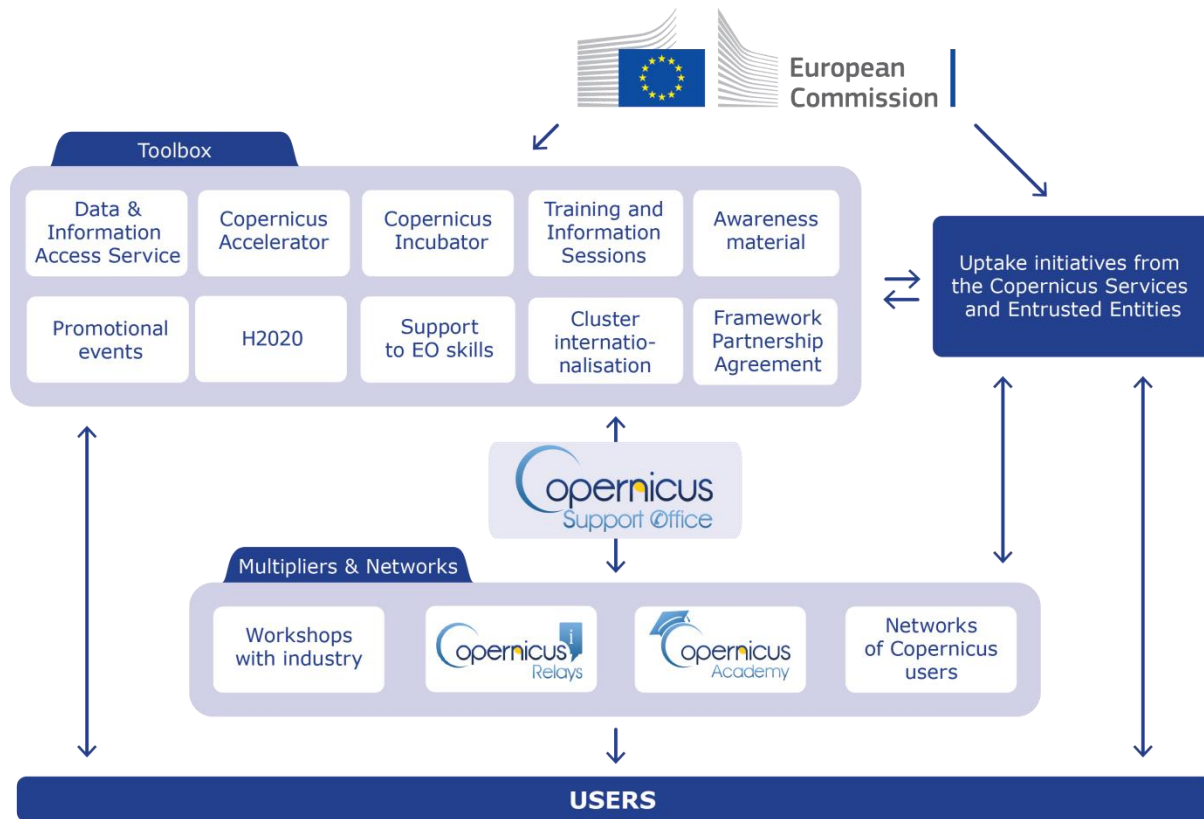 European
Commission
Toolbox
Data &
Information
Access Service
Copernicus
Accelerator
Copernicus
Incubator
Training and
Information
Sessions
Awareness
material
Promotional
events
H2020
Support
to EO skills
Cluster
internatio-
nalisation
Framework
Partnership
Agreement
Uptake initiatives from
the Copernicus Services
and Entrusted Entities
Copernicus
Support Office
Multipliers & Networks
Workshops
with industry
Copernicus
i
Relays
Copernicus
Academy
Networks
of Copernicus
users
USERS